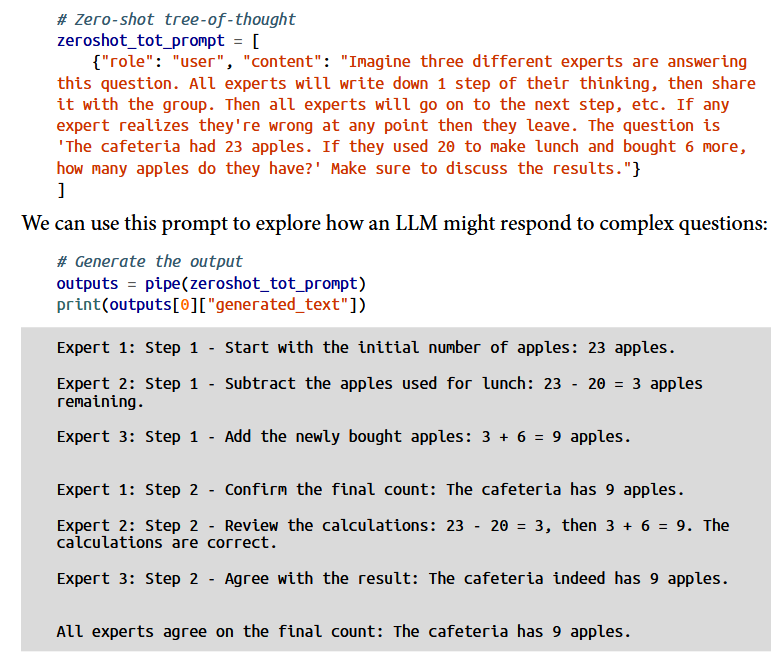 # Zero-shot tree-of-thought
zeroshot_tot_prompt = [
    {"role": "user", "content": "Imagine three different experts are answering
this question. All experts will write down 1 step of their thinking, then share
it with the group. Then all experts will go on to the next step, etc. If any
expert realizes they're wrong at any point then they leave. The question is
'The cafeteria had 23 apples. If they used 20 to make lunch and bought 6 more,
how many apples do they have?' Make sure to discuss the results."}
]
We can use this prompt to explore how an LLM might respond to complex questions:
# Generate the output
outputs = pipe(zeroshot_tot_prompt)
print(outputs[0]["generated_text"])
Expert 1: Step 1 - Start with the initial number of apples: 23 apples.
Expert 2: Step 1 - Subtract the apples used for lunch: 23 - 20 = 3 apples
remaining.
Expert 3: Step 1 - Add the newly bought apples: 3 + 6 = 9 apples.
Expert 1: Step 2 - Confirm the final count: The cafeteria has 9 apples.
Expert 2: Step 2 - Review the calculations: 23 - 20 = 3, then 3 + 6 = 9. The
calculations are correct.
Expert 3: Step 2 - Agree with the result: The cafeteria indeed has 9 apples.
All experts agree on the final count: The cafeteria has 9 apples.